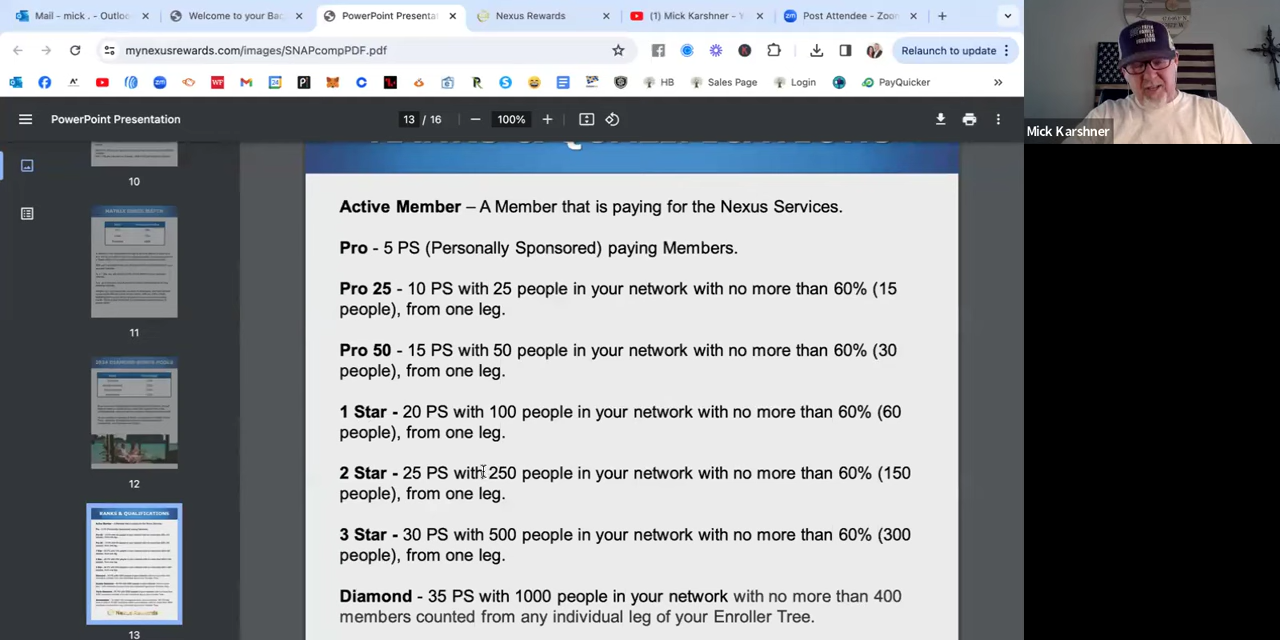 Mail - mick . - Outloo
Welcome to your Bac
PowerPoint Presentat
Nexus Rewards
(1) Mick Karshner - Y
Post Attendee - Zoom
mynexusrewards.com/images/SNAPcompPDF.pdf
Relaunch to update
HB
Sales Page
Login
PayQuicker
PowerPoint Presentation
13 / 16
100%
Mick Karshner
10
11
12
RANKS & QUALIFICATIONS
13
Active Member – A Member that is paying for the Nexus Services.
Pro - 5 PS (Personally Sponsored) paying Members.
Pro 25 - 10 PS with 25 people in your network with no more than 60% (15
people), from one leg.
Pro 50 - 15 PS with 50 people in your network with no more than 60% (30
people), from one leg.
1 Star - 20 PS with 100 people in your network with no more than 60% (60
people), from one leg.
2 Star - 25 PS with 250 people in your network with no more than 60% (150
people), from one leg.
3 Star - 30 PS with 500 people in your network with no more than 60% (300
people), from one leg.
Diamond - 35 PS with 1000 people in your network with no more than 400
members counted from any individual leg of your Enroller Tree.